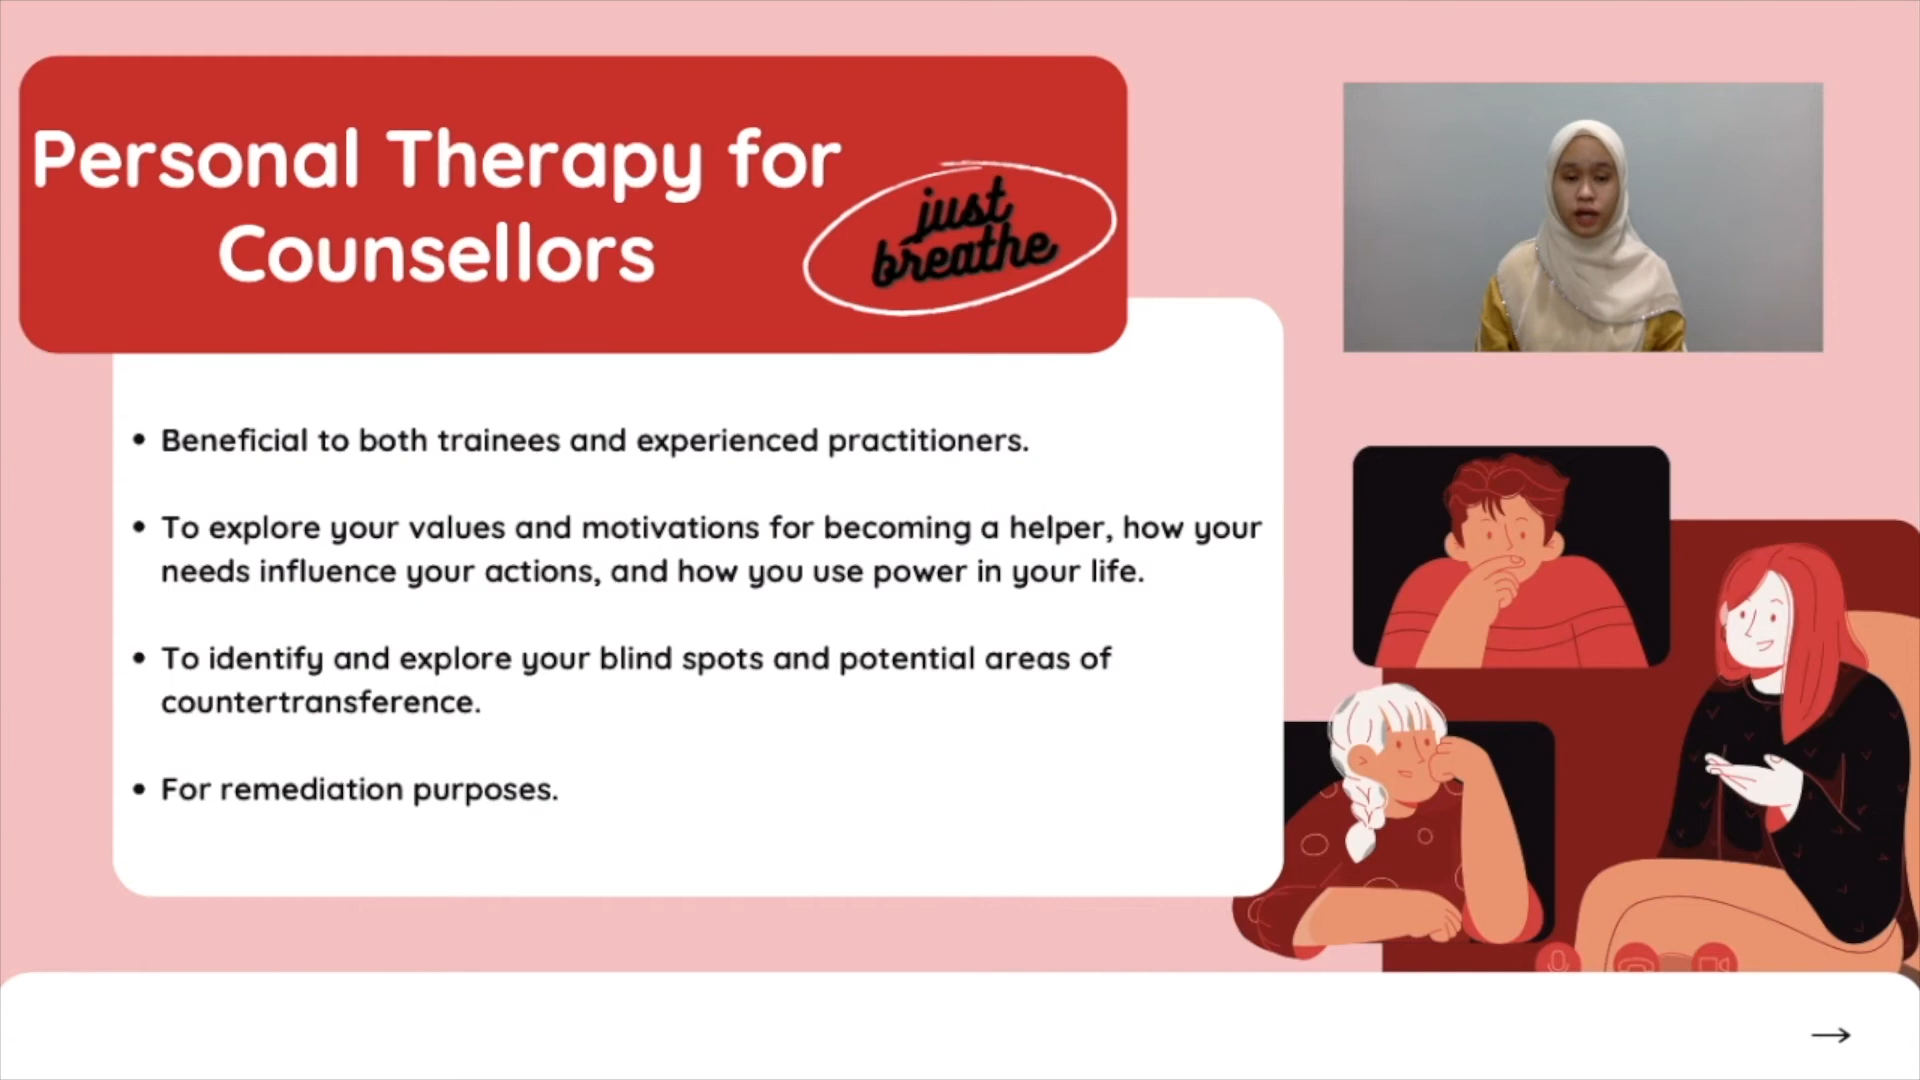 Personal Therapy for
Counsellors
just
breathe
• Beneficial to both trainees and experienced practitioners.
• To explore your values and motivations for becoming a helper, how your
needs influence your actions, and how you use power in your life.
• To identify and explore your blind spots and potential areas of
countertransference.
• For remediation purposes.